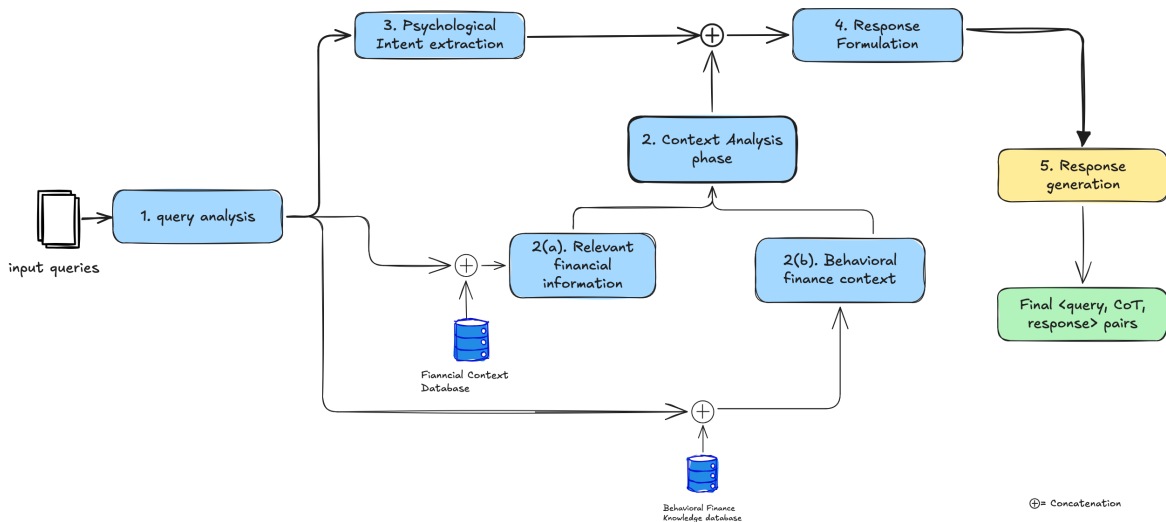 3. Psychological
Intent extraction
4. Response
Formulation
2. Context Analysis
phase
5. Response
generation
1. query analysis
input queries
2(a). Relevant
financial
information
2(b). Behavioral
finance context
Final <query, CoT,
response> pairs
Fianncial Context
Database
Behavioral Finance
Knowledge database
= Concatenation